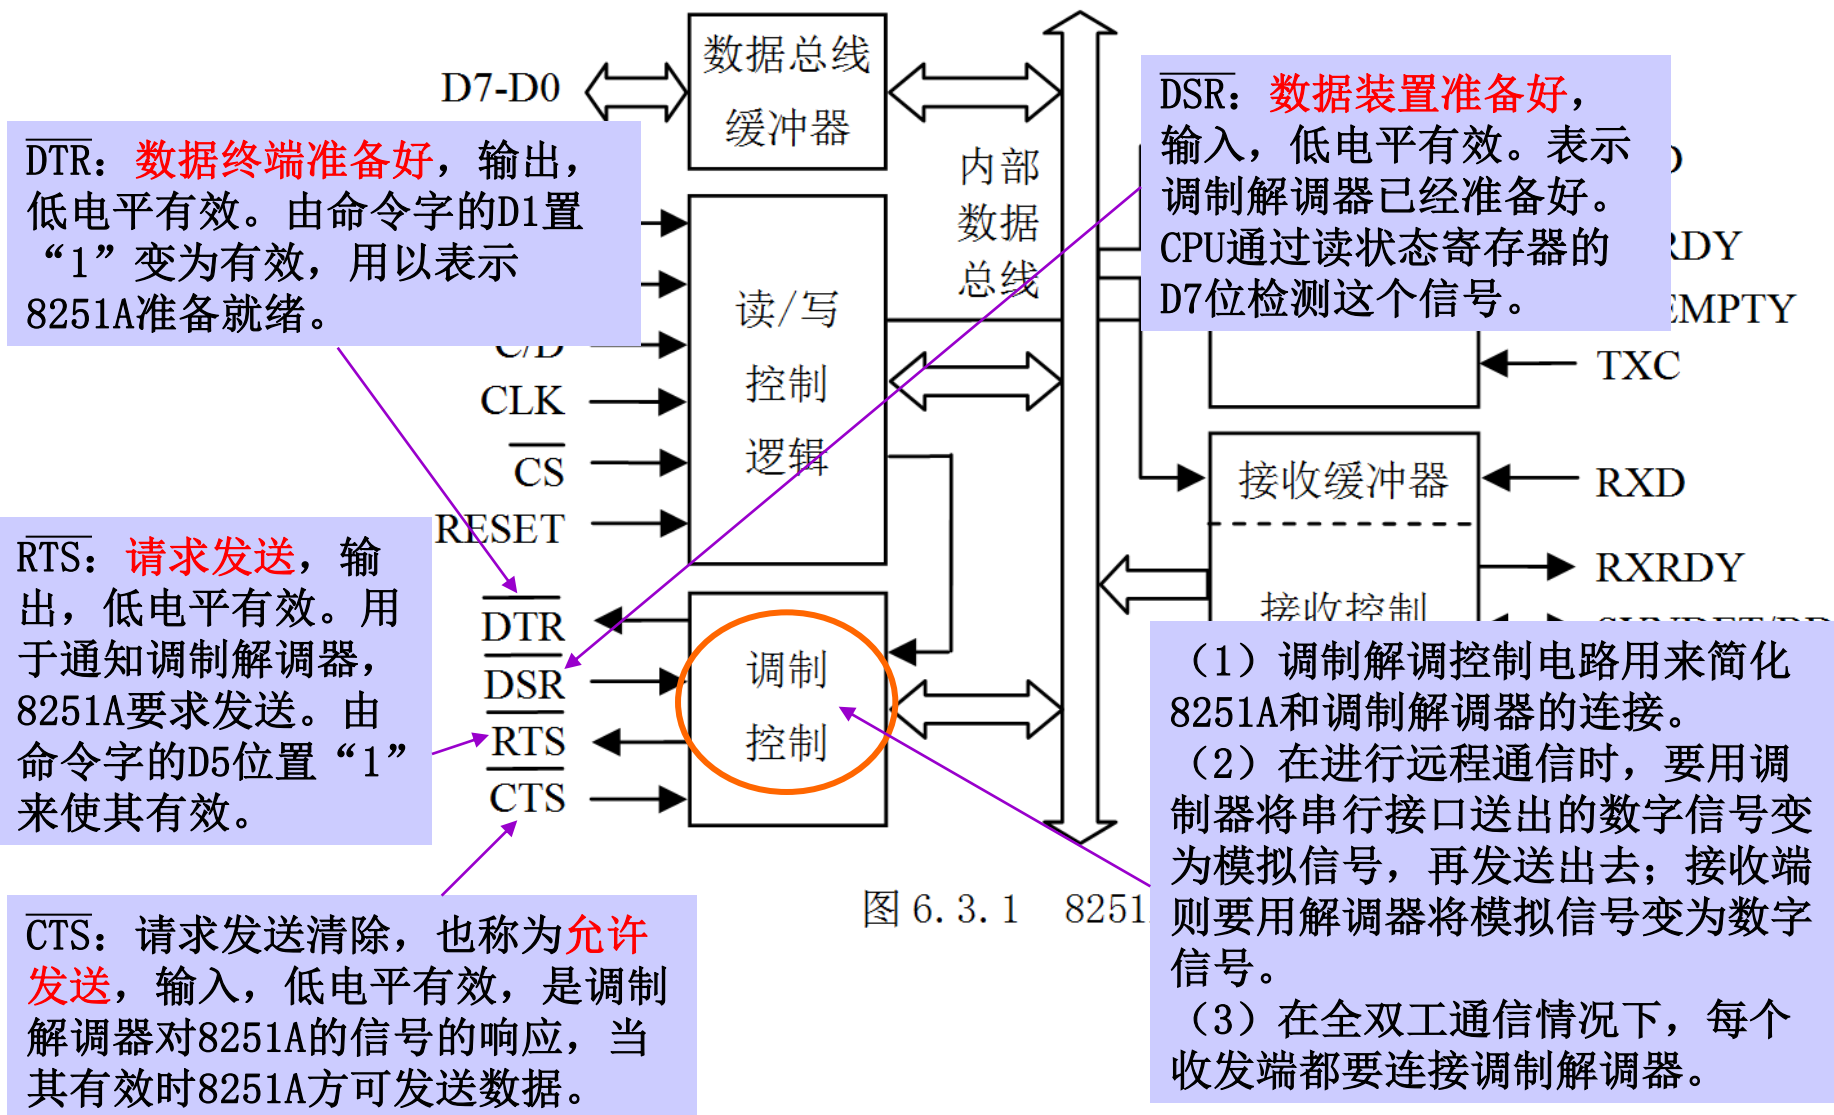 数据总线
缓冲器
D7-D0
DTR：数据终端准备好，输出，
低电平有效。由命令字的D1置
“1”变为有效，用以表示
8251A准备就绪。
DSR：数据装置准备好，
输入，低电平有效。表示
调制解调器已经准备好。
CPU通过读状态寄存器的
D7位检测这个信号。
内部
数据
总线
读/写
控制
逻辑
C/D
CLK
CS
RESET
TXC
接收缓冲器
RXD
RXRDY
接收控制
RTS：请求发送，输
出，低电平有效。用
于通知调制解调器，
8251A要求发送。由
命令字的D5位置“1”
来使其有效。
DTR
DSR
RTS
CTS
调制
控制
（1）调制解调控制电路用来简化
8251A和调制解调器的连接。
（2）在进行远程通信时，要用调
制器将串行接口送出的数字信号变
为模拟信号，再发送出去；接收端
则要用解调器将模拟信号变为数字
信号。
（3）在全双工通信情况下，每个
收发端都要连接调制解调器。
图 6.3.1 8251
CTS：请求发送清除，也称为允许
发送，输入，低电平有效，是调制
解调器对8251A的信号的响应，当
其有效时8251A方可发送数据。